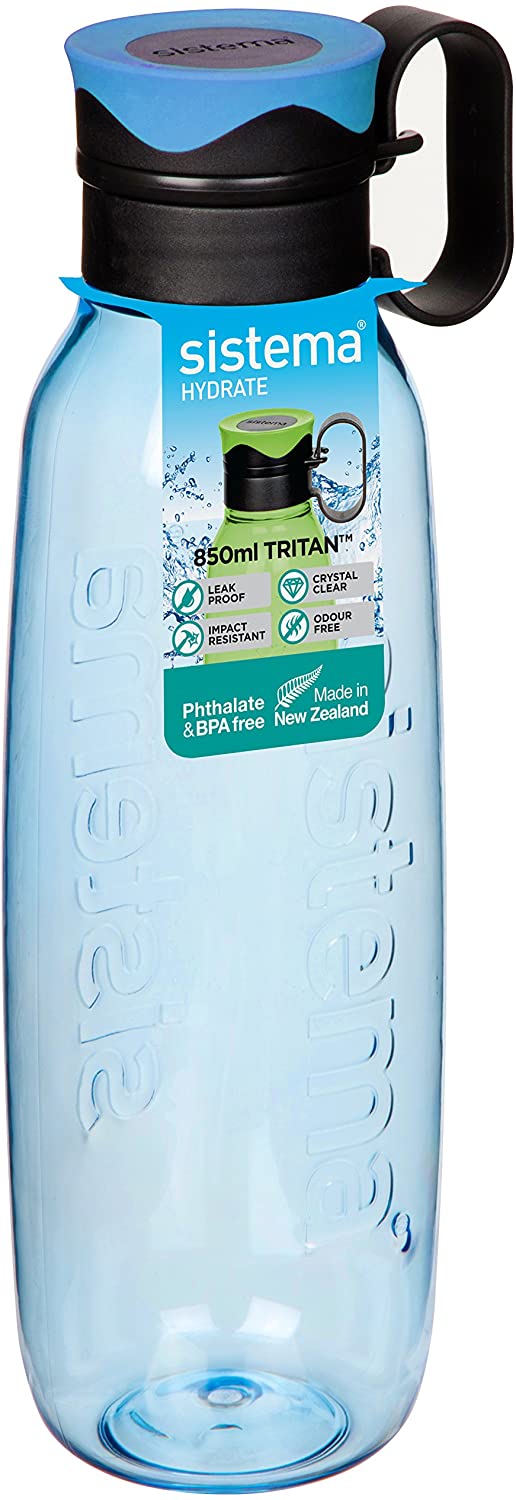 sistema
sistema®
HYDRATE
sistema
850ml TRITAN™
LEAK
PROOF
CRYSTAL
CLEAR
IMPACT
RESISTANT
ODOUR
FREE
Phthalate
&BPA free
Made in
New Zealand
sistema
sistema